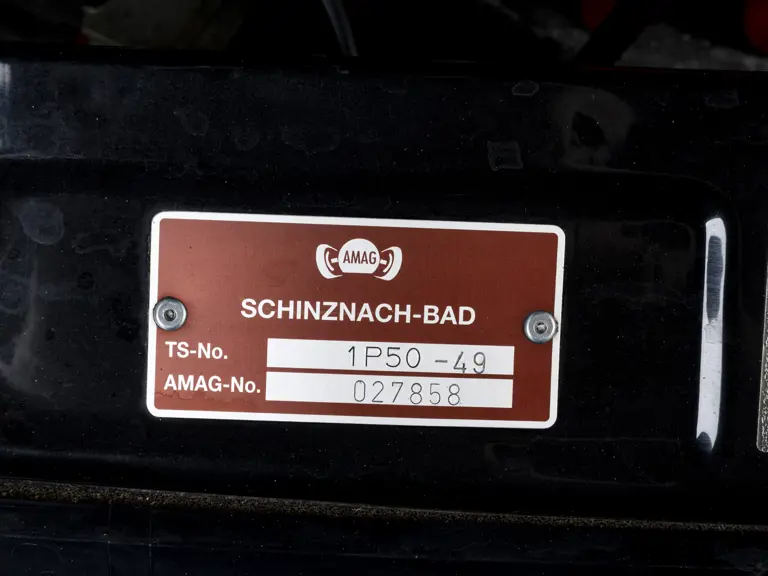 AMAG
SCHINZNACH-BAD
TS-No. 1P50 -49
AMAG-No. 027858